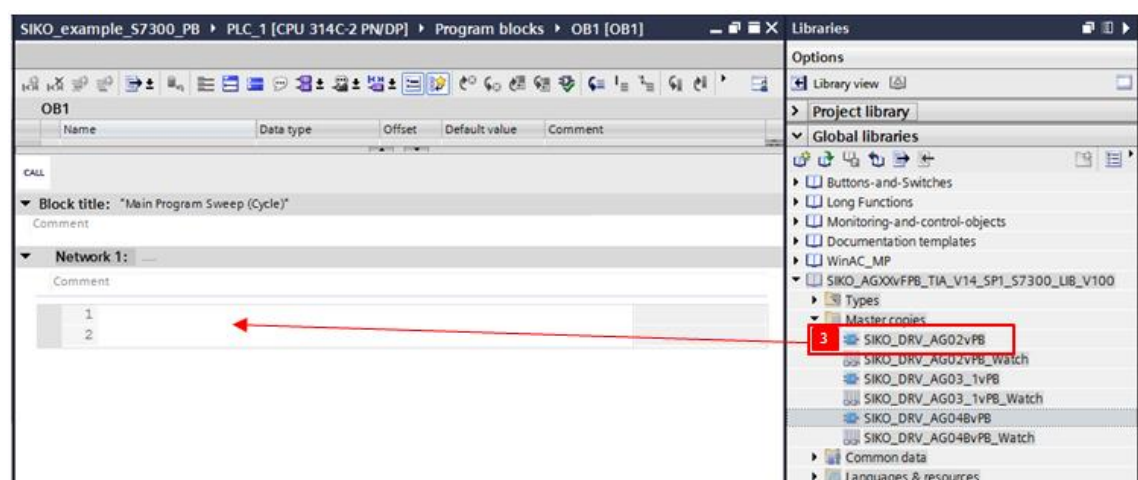 SIKO_example_S7300_PB ▸ PLC_1 [CPU 314C-2 PN/DP] ▸ Program blocks ▸ OB1 [OB1]
OB1
Name Data type Offset Default value Comment
CALL
Block title: "Main Program Sweep (Cycle)"
Comment
Network 1: ....
Comment
1
2
Libraries
Options
Library view
Project library
Global libraries
Buttons-and-Switches
Long Functions
Monitoring-and-control-objects
Documentation templates
WinAC_MP
SIKO_AGXXvFPB_TIA_V14_SP1_S7300_LIB_V100
Types
Master copies
3 SIKO_DRV_AG02vPB
SIKO_DRV_AG02vPB_Watch
SIKO_DRV_AG03_1vPB
SIKO_DRV_AG03_1vPB_Watch
SIKO_DRV_AG04BvPB
SIKO_DRV_AG04BvPB_Watch
Common data
Languages & resources